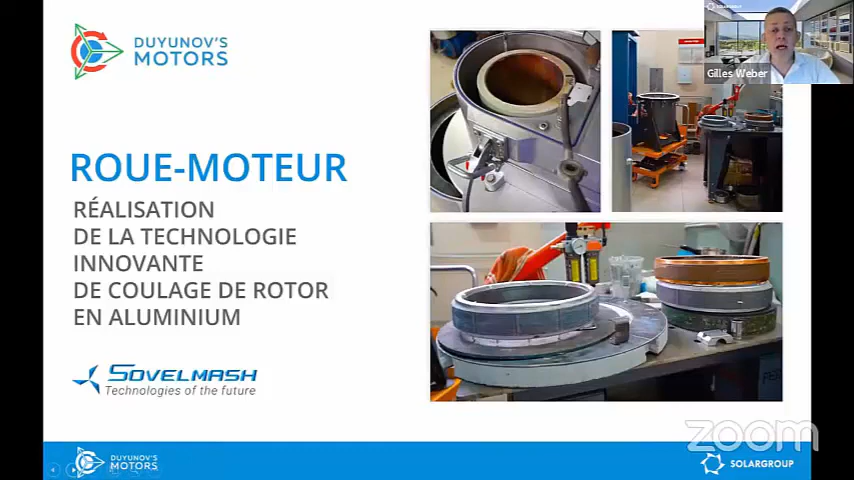 SOLARGROUP
Gilles Weber
DUYUNOV'S
MOTORS
ROUE-MOTEUR
RÉALISATION
DE LA TECHNOLOGIE
INNOVANTE
DE COULAGE DE ROTOR
EN ALUMINIUM
SOVELMASH
Technologies of the future
zoom
DUYUNOV'S
MOTORS
SOLARGROUP